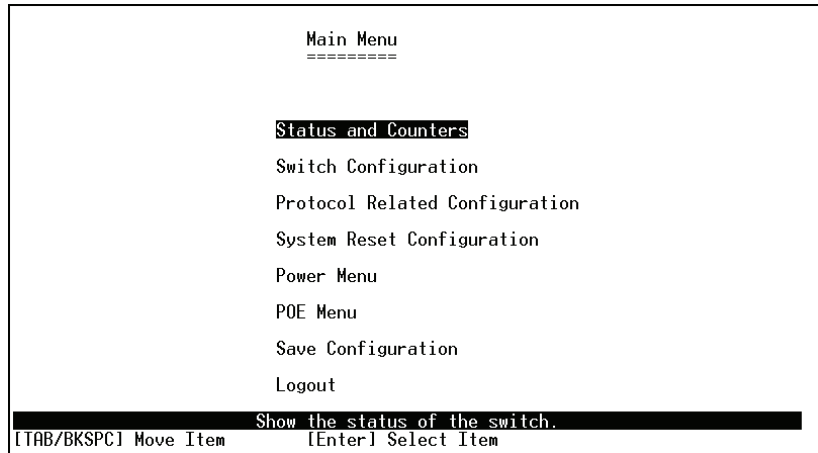 Main Menu
=========
Status and Counters
Switch Configuration
Protocol Related Configuration
System Reset Configuration
Power Menu
POE Menu
Save Configuration
Logout
Show the status of the switch.
[TAB/BKSPC] Move Item [Enter] Select Item